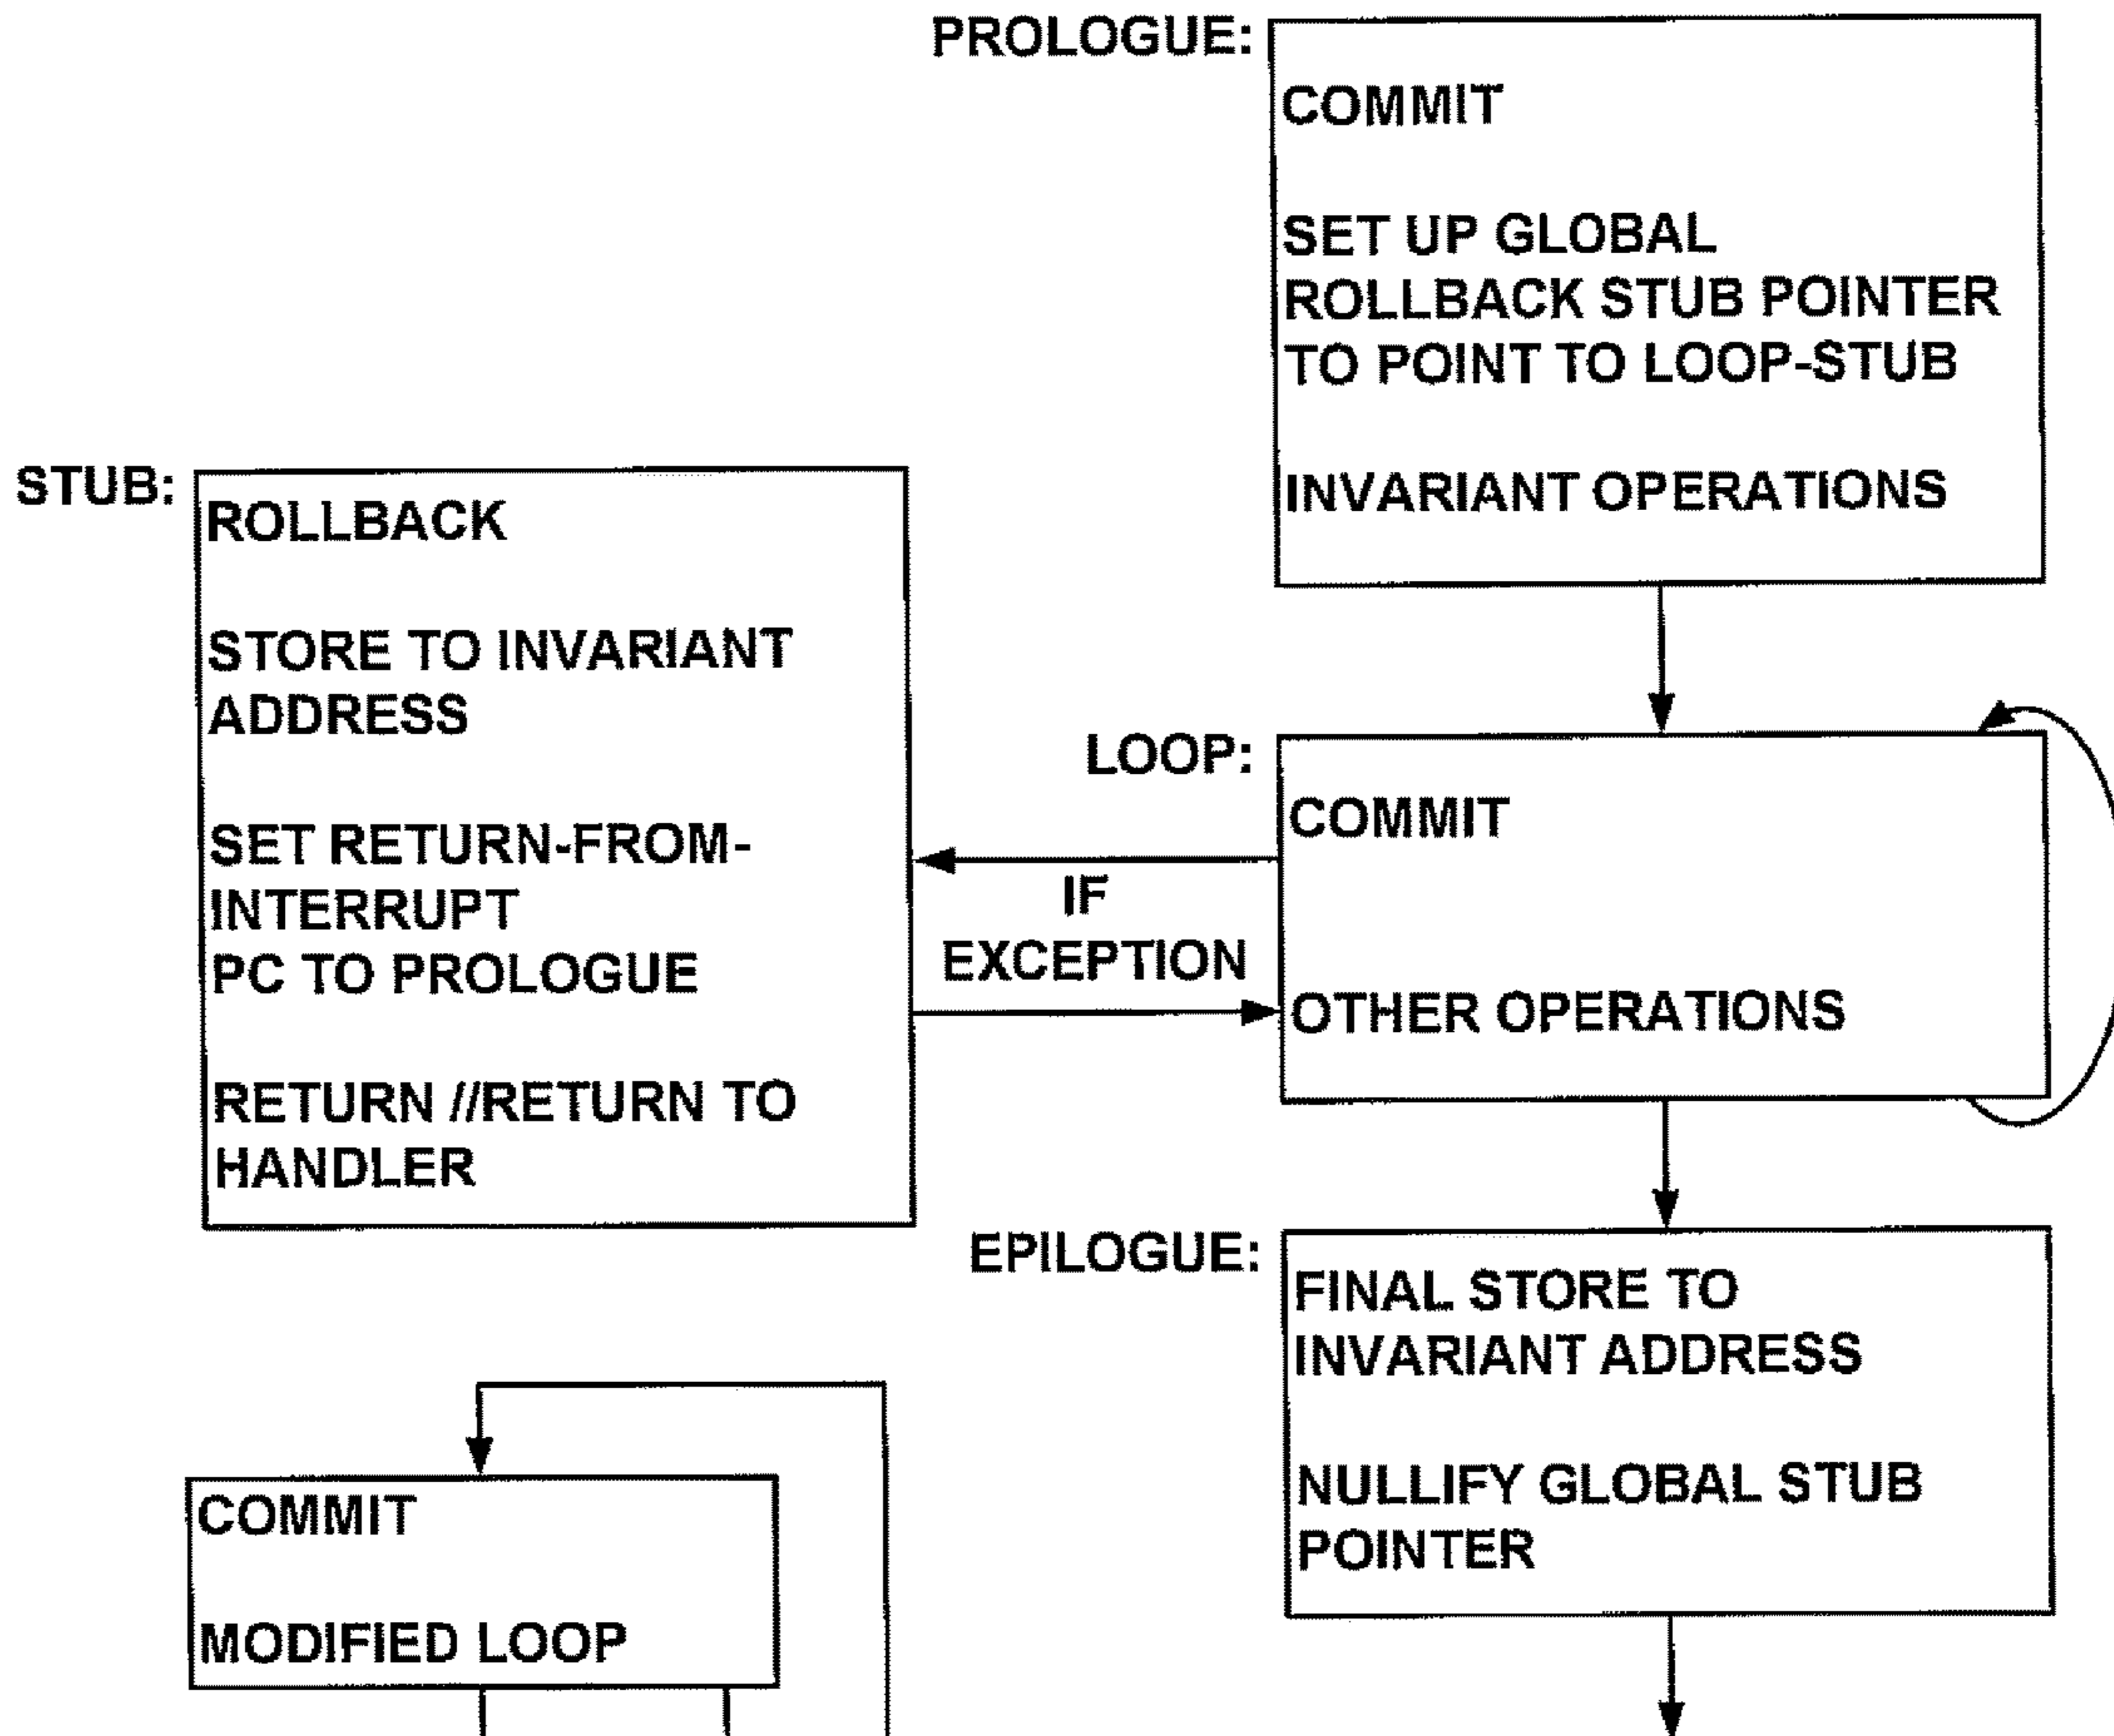 PROLOGUE:
COMMIT
SET UP GLOBAL
ROLLBACK STUB POINTER
TO POINT TO LOOP-STUB
INVARIANT OPERATIONS
STUB:
ROLLBACK
STORE TO INVARIANT
ADDRESS
SET RETURN-FROM-
INTERRUPT
PC TO PROLOGUE
RETURN //RETURN TO
HANDLER
LOOP:
COMMIT
OTHER OPERATIONS
IF
EXCEPTION
EPILOGUE:
FINAL STORE TO
INVARIANT ADDRESS
NULLIFY GLOBAL STUB
POINTER
COMMIT
MODIFIED LOOP